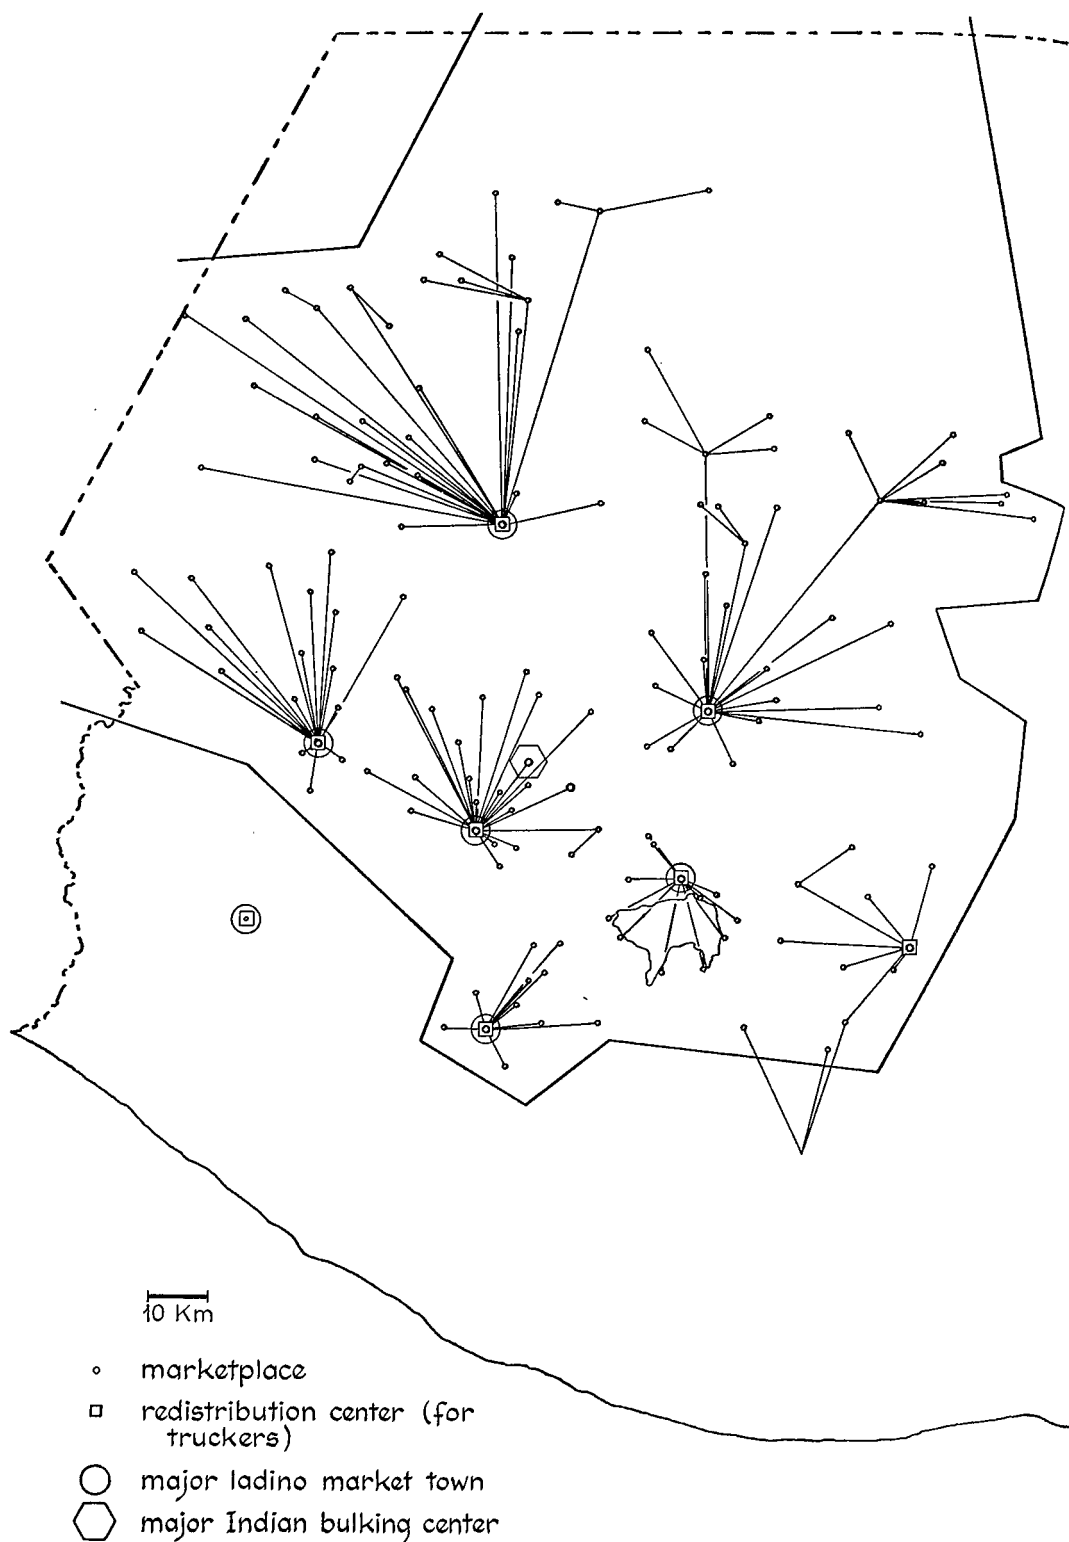 10 Km
marketplace
redistribution center (for
truckers)
major ladino market town
major Indian bulking center